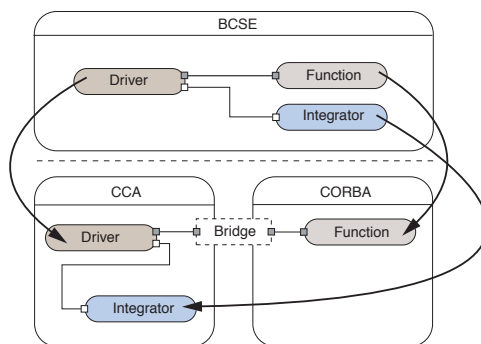 BCSE
Driver
Function
Integrator
CCA
CORBA
Driver
Bridge
Function
Integrator